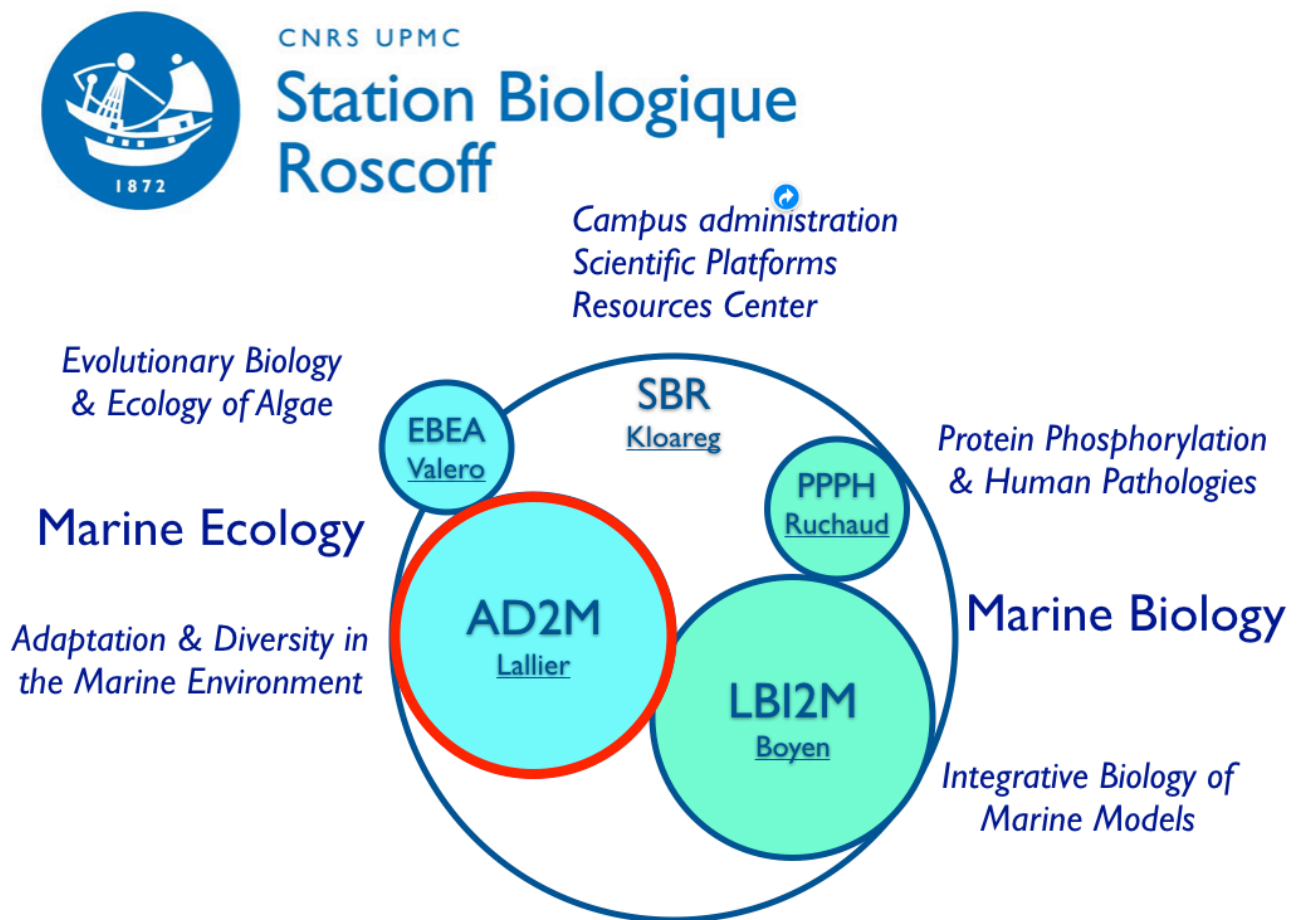 CNRS UPMC
Station Biologique
Roscoff
1872
Campus administration
Scientific Platforms
Resources Center
Evolutionary Biology
& Ecology of Algae
SBR
Kloareg
EBEA
Valero
Protein Phosphorylation
& Human Pathologies
PPPH
Ruchaud
Marine Ecology
AD2M
Lallier
Marine Biology
Adaptation & Diversity in
the Marine Environment
LBI2M
Boyen
Integrative Biology of
Marine Models